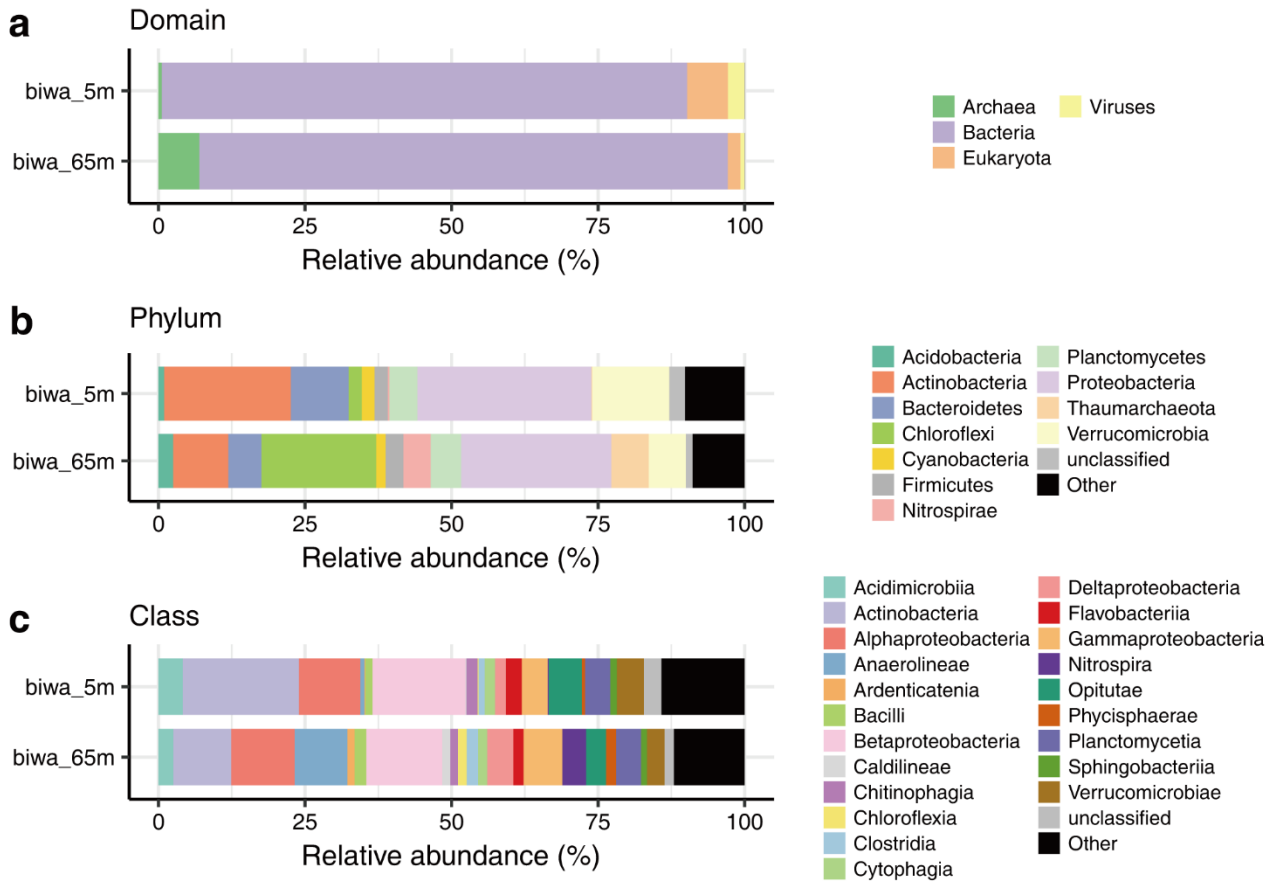 a Domain
biwa_5m
biwa_65m
0 25 50 75 100
Relative abundance (%)
Archaea Viruses
Bacteria
Eukaryota
b Phylum
biwa_5m
biwa_65m
0 25 50 75 100
Relative abundance (%)
Acidobacteria Planctomycetes
Actinobacteria Proteobacteria
Bacteroidetes Thaumarchaeota
Chloroflexi Verrucomicrobia
Cyanobacteria unclassified
Firmicutes Other
Nitrospirae
c Class
biwa_5m
biwa_65m
0 25 50 75 100
Relative abundance (%)
Acidimicrobiia Deltaproteobacteria
Actinobacteria Flavobacteriia
Alphaproteobacteria Gammaproteobacteria
Anaerolineae Nitrospira
Ardenticatenia Opitutae
Bacilli Phycisphaerae
Betaproteobacteria Planctomycetia
Caldilineae Sphingobacteriia
Chitinophagia Verrucomicrobiae
Chloroflexia unclassified
Clostridia Other
Cytophagia